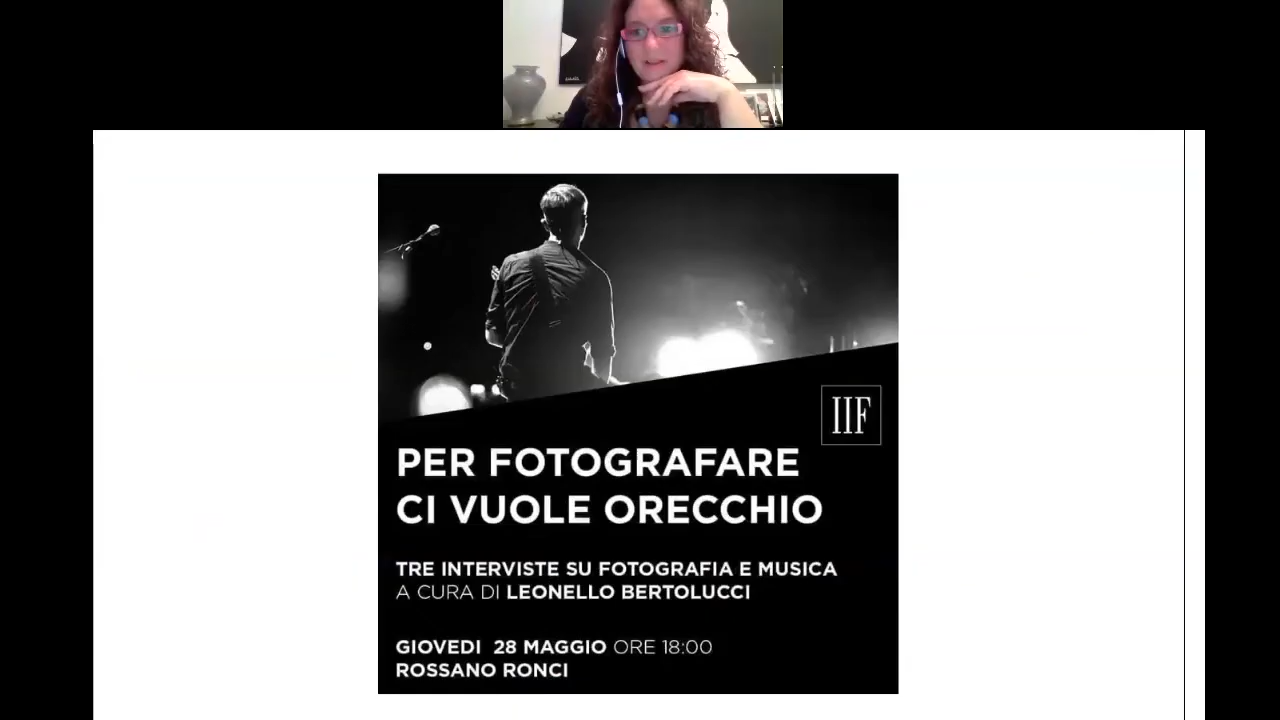 IIF
PER FOTOGRAFARE
CI VUOLE ORECCHIO
TRE INTERVISTE SU FOTOGRAFIA E MUSICA
A CURA DI LEONELLO BERTOLUCCI
GIOVEDI 28 MAGGIO ORE 18:00
ROSSANO RONCI